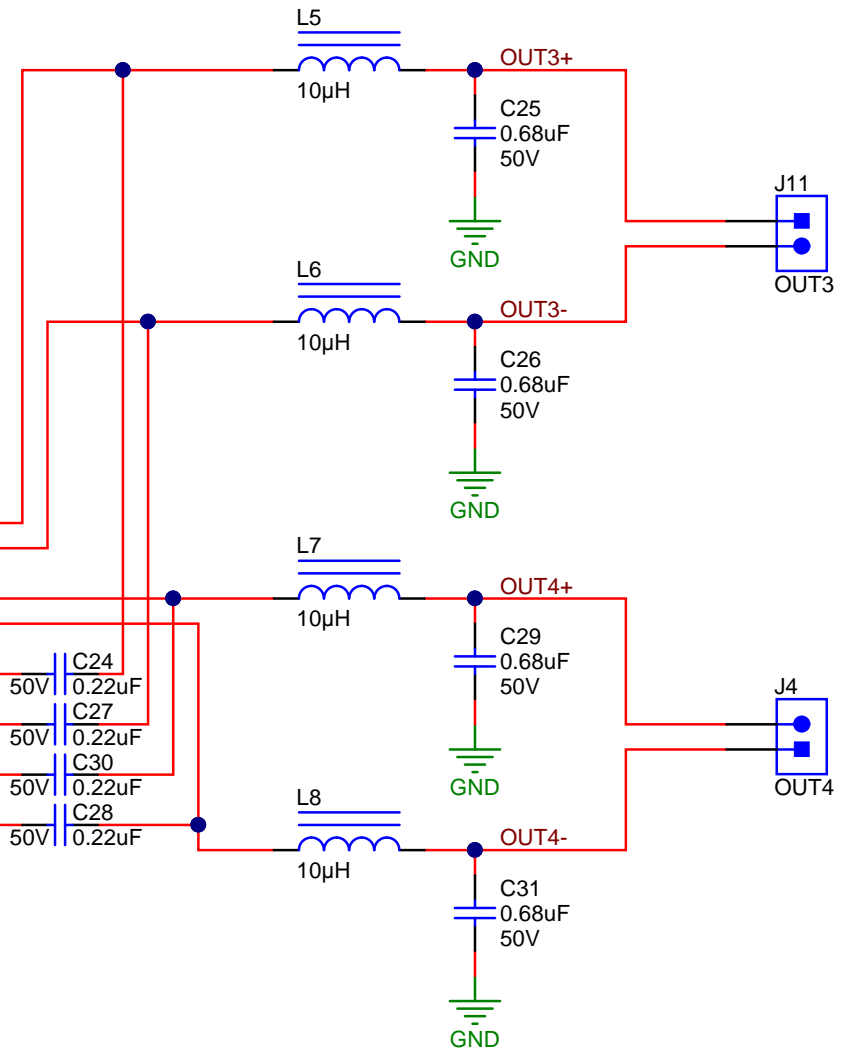 L5
10µH
OUT3+
C25
0.68uF
50V
GND
J11
OUT3
L6
10µH
OUT3-
C26
0.68uF
50V
GND
L7
10µH
OUT4+
C29
0.68uF
50V
GND
C24
50V 0.22uF
C27
50V 0.22uF
C30
50V 0.22uF
C28
50V 0.22uF
J4
OUT4
L8
10µH
OUT4-
C31
0.68uF
50V
GND